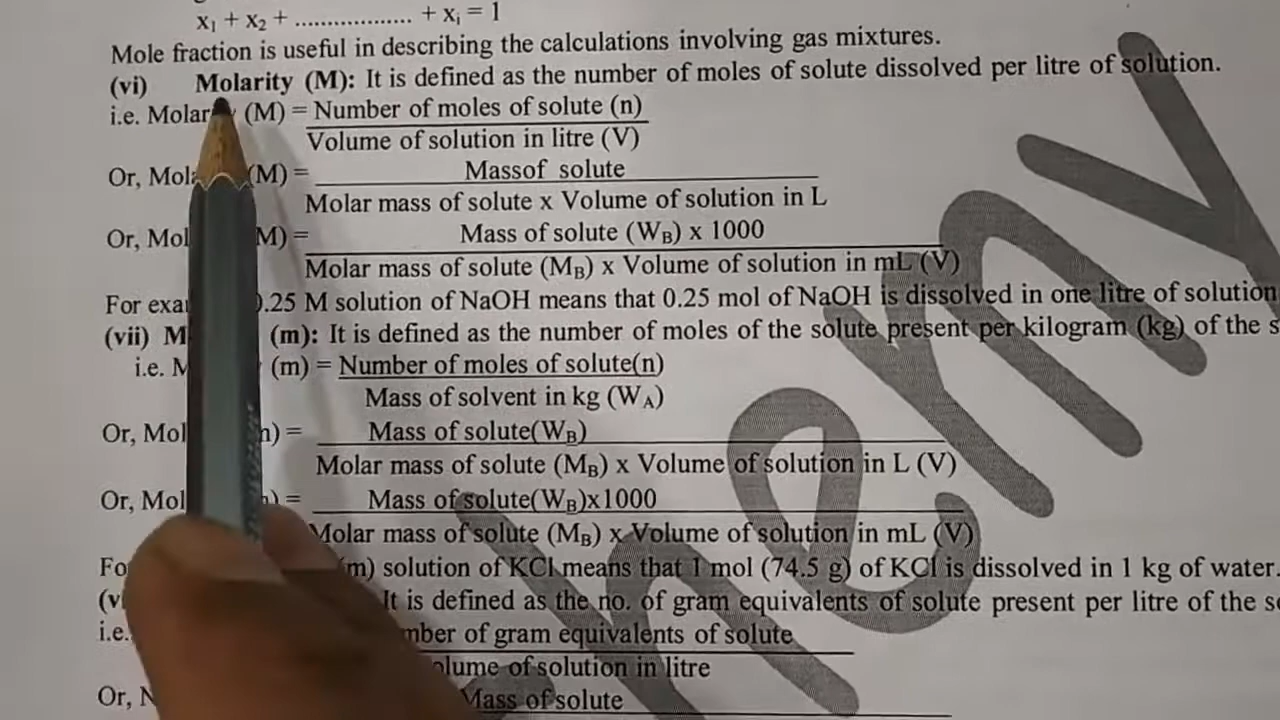 x₁ + x₂ + .................. + xᵢ = 1
Mole fraction is useful in describing the calculations involving gas mixtures.
(vi) Molarity (M): It is defined as the number of moles of solute dissolved per litre of solution.
i.e. Molar (M) = Number of moles of solute (n)
Volume of solution in litre (V)
Or, Mol (M) = Massof solute
Molar mass of solute x Volume of solution in L
Or, Mol M) = Mass of solute (W_B) x 1000
Molar mass of solute (M_B) x Volume of solution in mL (V)
For exa 0.25 M solution of NaOH means that 0.25 mol of NaOH is dissolved in one litre of solution
(vii) M (m): It is defined as the number of moles of the solute present per kilogram (kg) of the s
i.e. M (m) = Number of moles of solute(n)
Mass of solvent in kg (W_A)
Or, Mol ) = Mass of solute(W_B)
Molar mass of solute (M_B) x Volume of solution in L (V)
Or, Mol ) = Mass of solute(W_B)x1000
Molar mass of solute (M_B) x Volume of solution in mL (V)
Fo (m) solution of KCl means that 1 mol (74.5 g) of KCl is dissolved in 1 kg of water.
(v It is defined as the no. of gram equivalents of solute present per litre of the s
i.e. mber of gram equivalents of solute
olume of solution in litre
Or, N Mass of solute